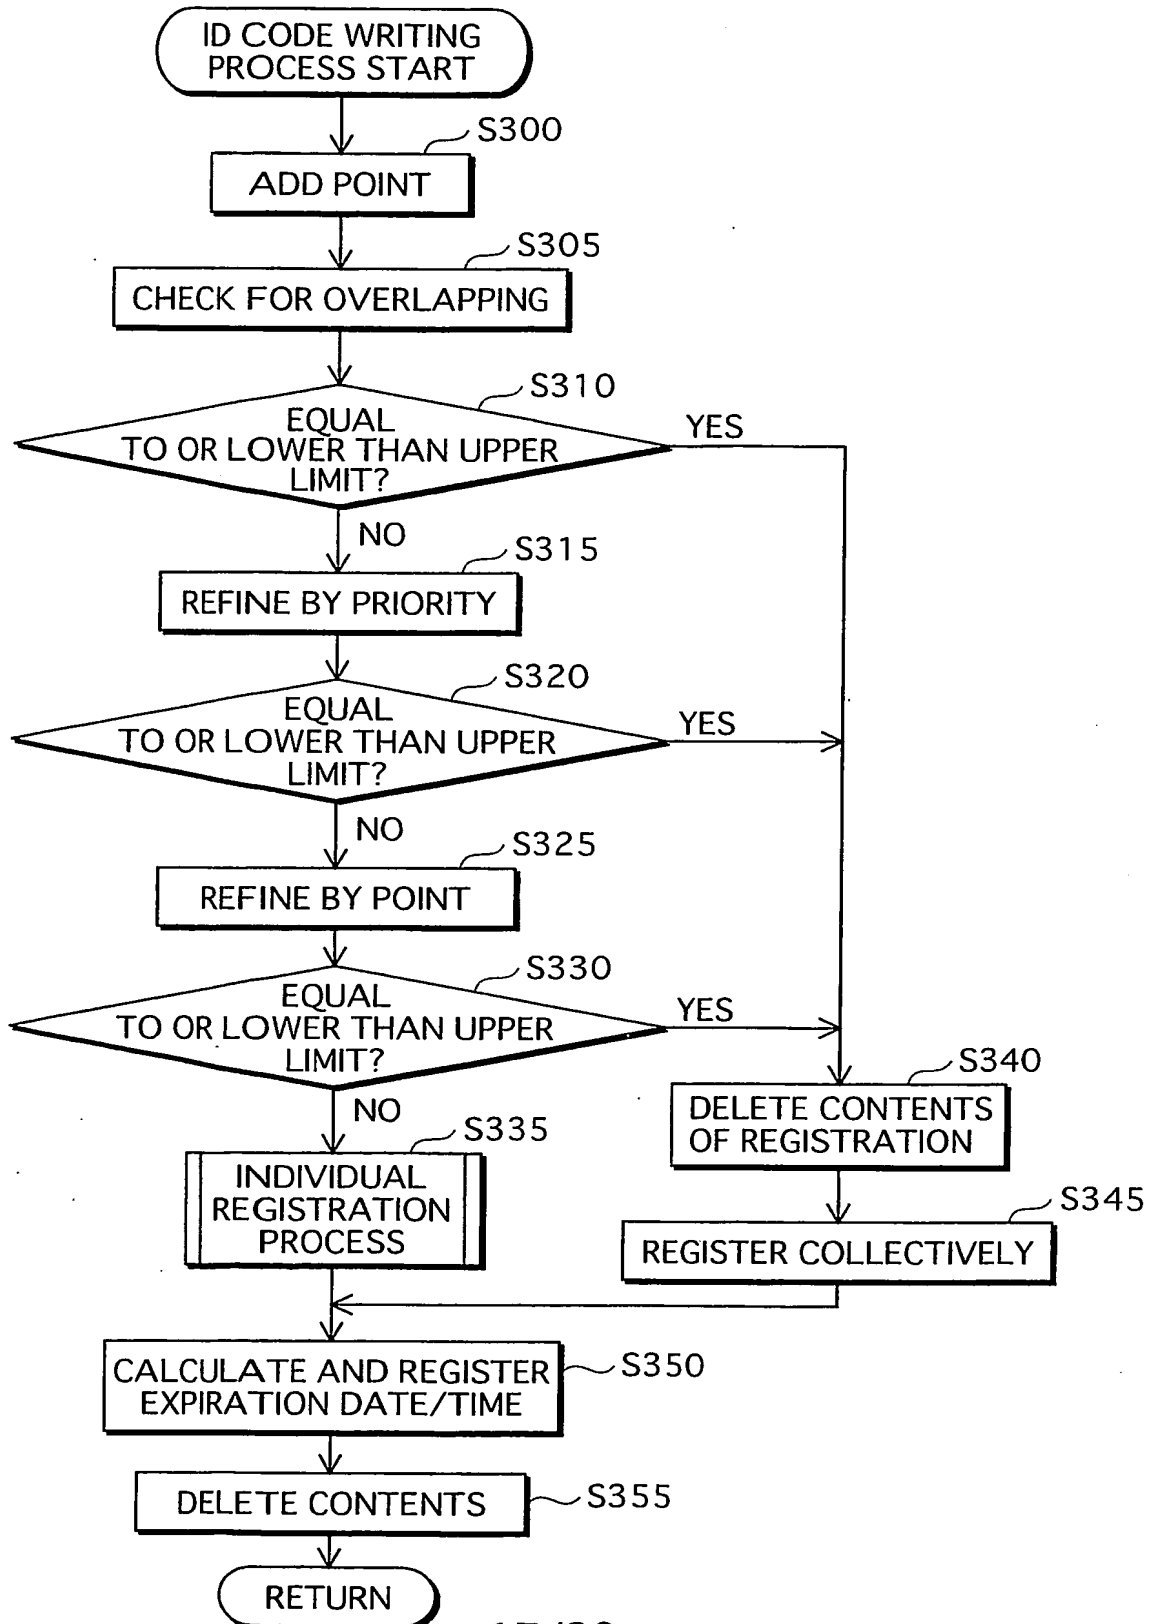 ID CODE WRITING
PROCESS START
S300
ADD POINT
S305
CHECK FOR OVERLAPPING
S310
EQUAL
TO OR LOWER THAN UPPER
LIMIT?
YES
NO
S315
REFINE BY PRIORITY
S320
EQUAL
TO OR LOWER THAN UPPER
LIMIT?
YES
NO
S325
REFINE BY POINT
S330
EQUAL
TO OR LOWER THAN UPPER
LIMIT?
YES
NO
S340
DELETE CONTENTS
OF REGISTRATION
S335
INDIVIDUAL
REGISTRATION
PROCESS
S345
REGISTER COLLECTIVELY
S350
CALCULATE AND REGISTER
EXPIRATION DATE/TIME
S355
DELETE CONTENTS
RETURN